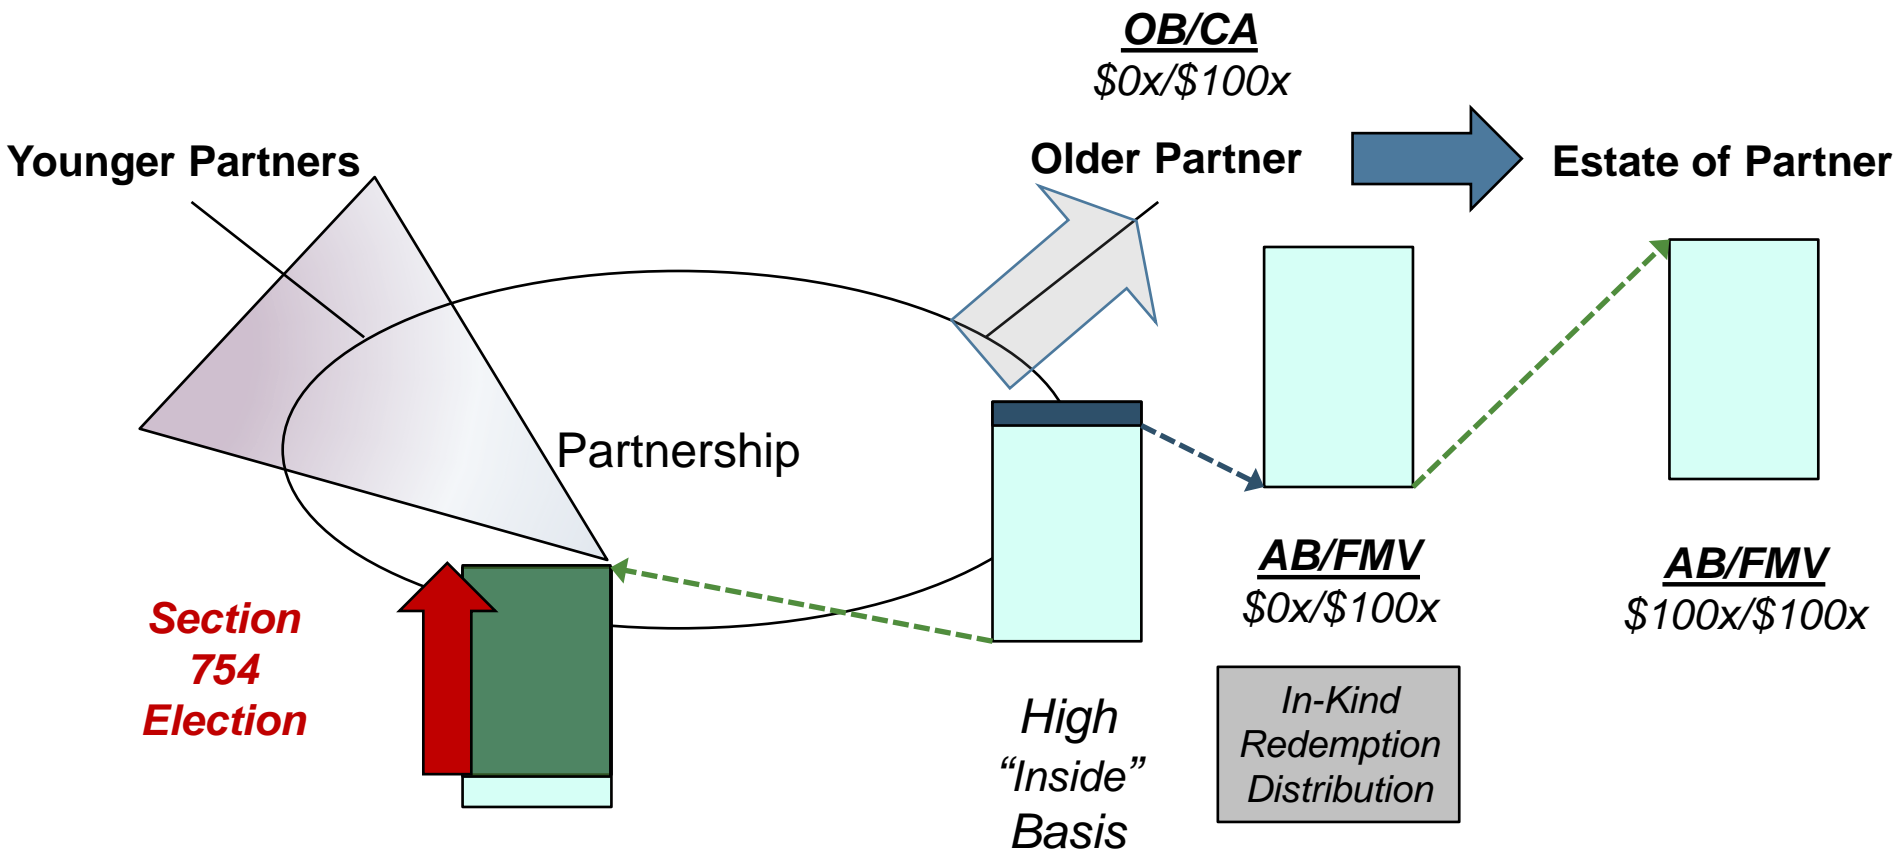 OB/CA
$0x/$100x
Younger Partners
Older Partner
Estate of Partner
Partnership
Section
754
Election
High
“Inside”
Basis
AB/FMV
$0x/$100x
In-Kind
Redemption
Distribution
AB/FMV
$100x/$100x